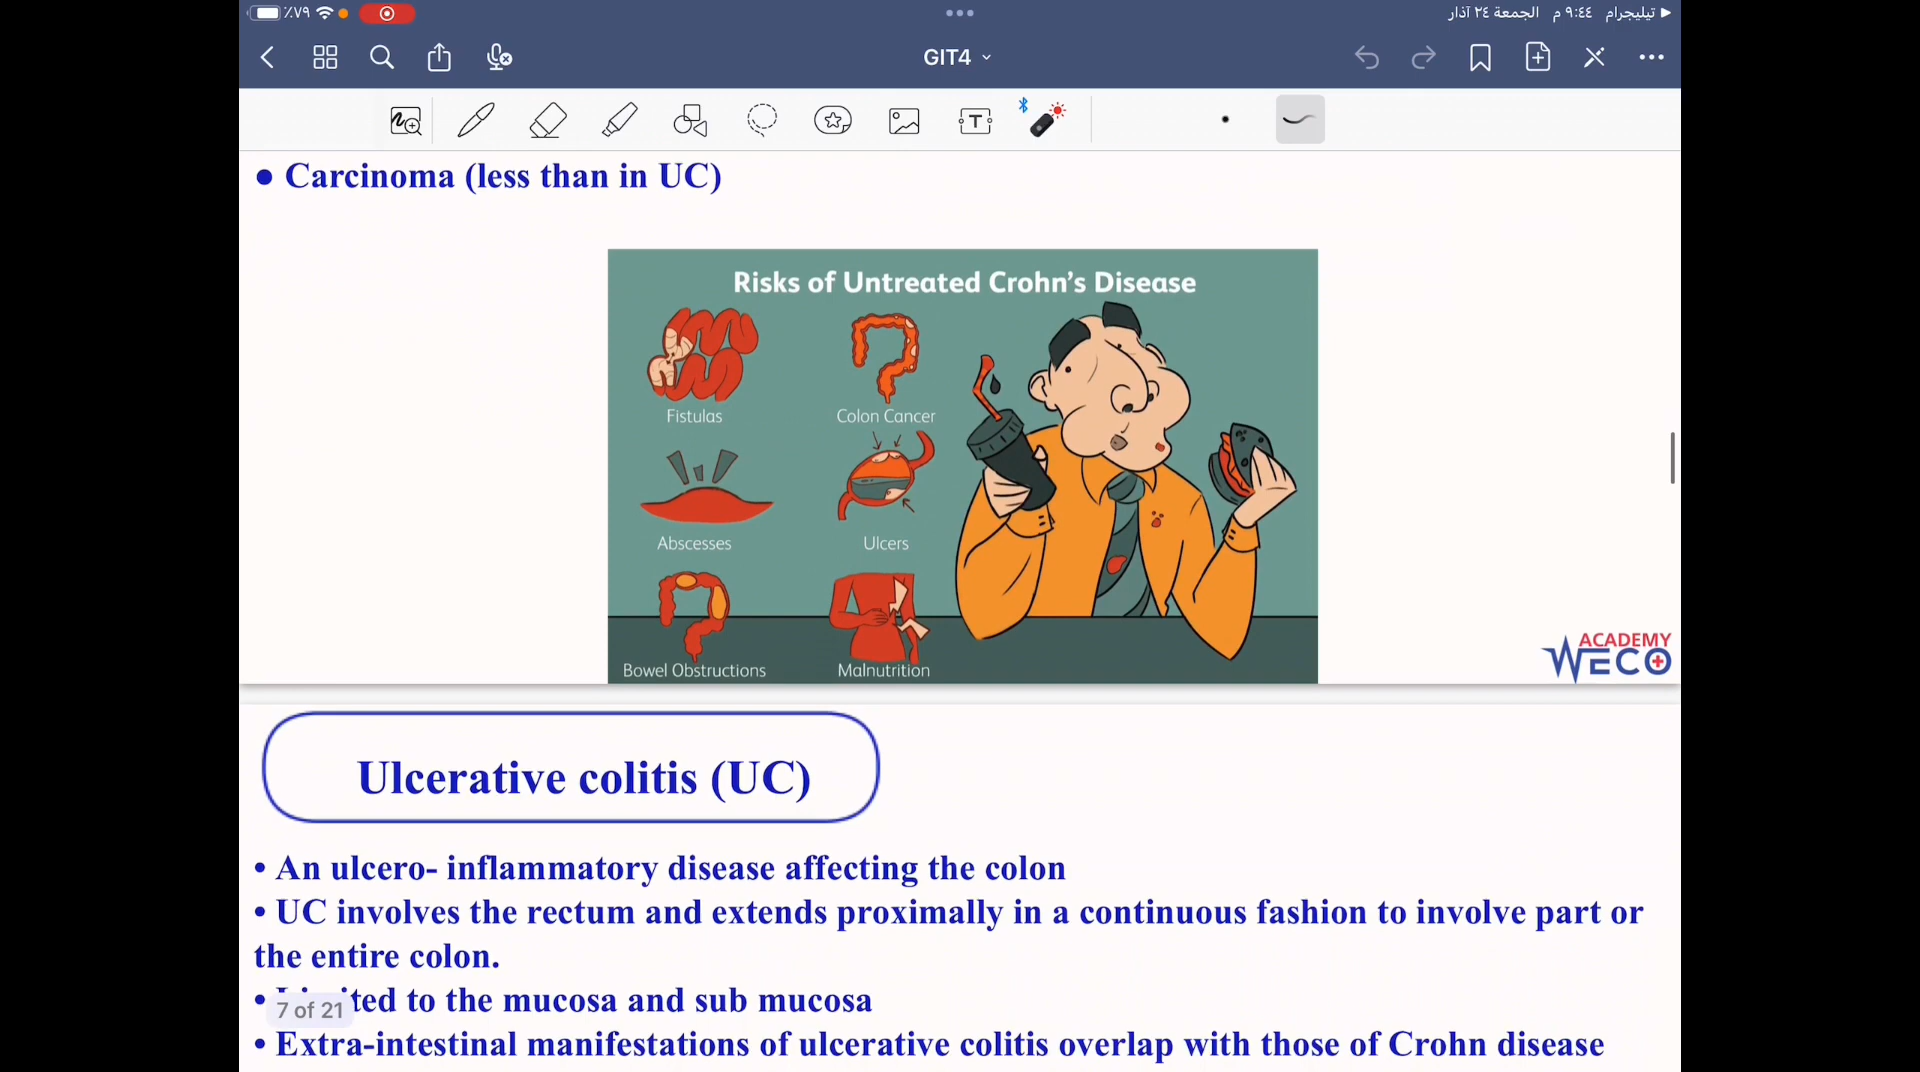 ٪٧٩
◀ تيليجرام ٩:٤٤ م الجمعة ٢٤ آذار
GIT4
T
● Carcinoma (less than in UC)
Risks of Untreated Crohn's Disease
Fistulas
Colon Cancer
Abscesses
Ulcers
Bowel Obstructions
Malnutrition
ACADEMY
WECO
Ulcerative colitis (UC)
• An ulcero- inflammatory disease affecting the colon
• UC involves the rectum and extends proximally in a continuous fashion to involve part or
the entire colon.
• to the mucosa and sub mucosa
7 of 21
• Extra-intestinal manifestations of ulcerative colitis overlap with those of Crohn disease